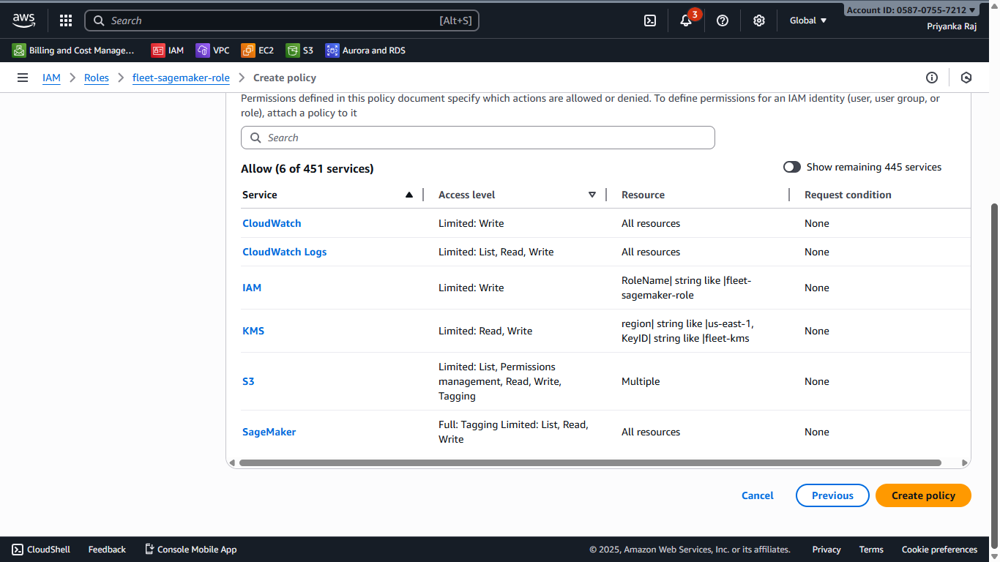 aws
Search
[Alt+S]
3
Global
Account ID: 0587-0755-7212
Priyanka Raj
Billing and Cost Manage...
IAM
VPC
EC2
S3
Aurora and RDS
IAM
Roles
fleet-sagemaker-role
Create policy
Permissions defined in this policy document specify which actions are allowed or denied. To define permissions for an IAM identity (user, user group, or
role), attach a policy to it
Search
Allow (6 of 451 services)
Show remaining 445 services
Service
Access level
Resource
Request condition
CloudWatch
Limited: Write
All resources
None
CloudWatch Logs
Limited: List, Read, Write
All resources
None
IAM
Limited: Write
RoleName| string like |fleet-
sagemaker-role
None
KMS
Limited: Read, Write
region| string like |us-east-1,
KeyID| string like |fleet-kms
None
S3
Limited: List, Permissions
management, Read, Write,
Tagging
Multiple
None
SageMaker
Full: Tagging Limited: List, Read,
Write
All resources
None
Cancel
Previous
Create policy
CloudShell
Feedback
Console Mobile App
© 2025, Amazon Web Services, Inc. or its affiliates.
Privacy
Terms
Cookie preferences